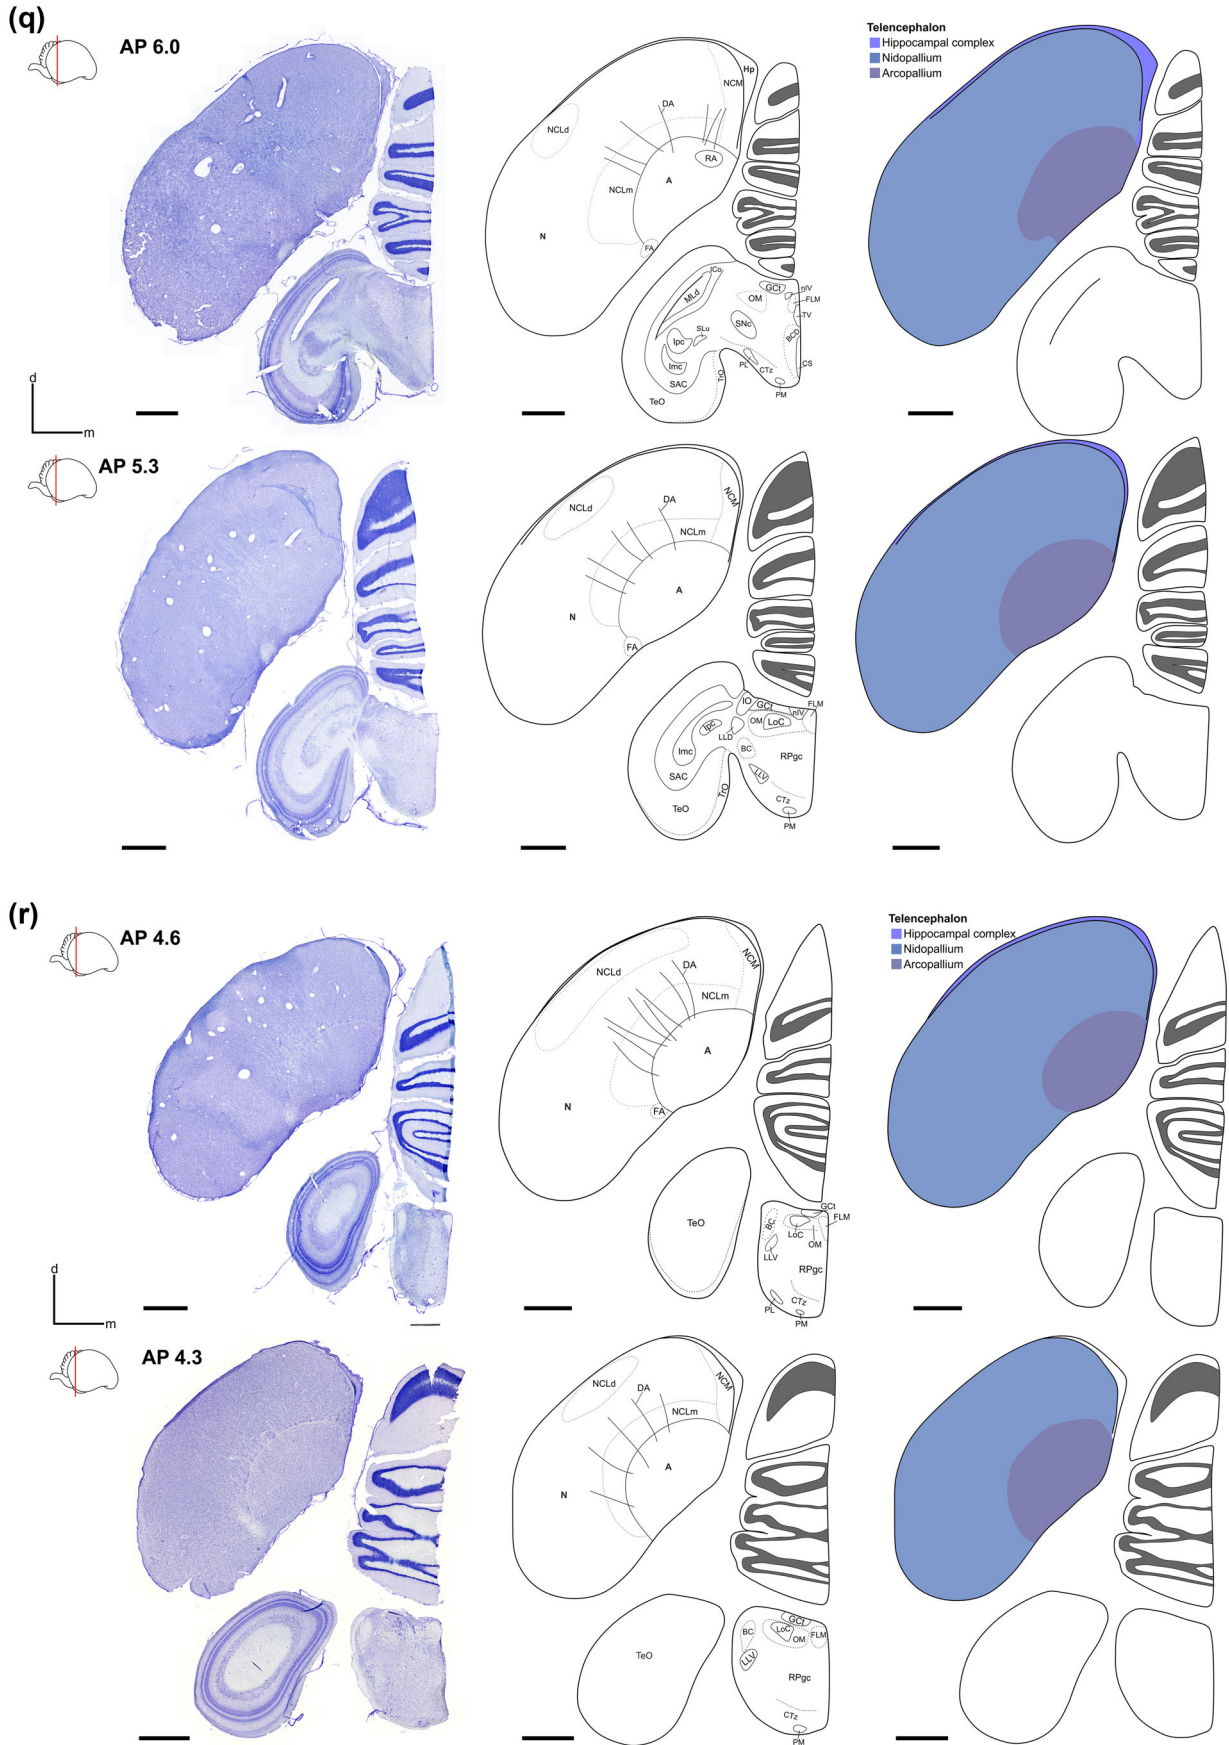 (q)
AP 6.0
Telencephalon
Hippocampal complex
Nidopallium
Arcopallium
Hp
NCM
DA
NCLd
RA
A
NCLm
N
FA
ICo
MLd
GCt
nIV
OM
FLM
TV
SLu
SNc
Ipc
BCD
Imc
PL
CTz
CS
SAC
TrO
PM
TeO
d
m
AP 5.3
NCLd
DA
NCM
NCLm
A
N
FA
IO
GCt
nIV
FLM
Ipc
OM
LoC
LLD
Imc
BC
RPgc
SAC
LLV
TrO
TeO
CTz
PM
(r)
AP 4.6
Telencephalon
Hippocampal complex
Nidopallium
Arcopallium
NCLd
DA
NCM
NCLm
A
N
FA
GCt
TeO
BC
FLM
LoC
OM
LLV
RPgc
PL
CTz
PM
d
m
AP 4.3
NCLd
DA
NCM
NCLm
A
N
GCt
BC
LoC
OM
FLM
TeO
LLV
RPgc
CTz
PM